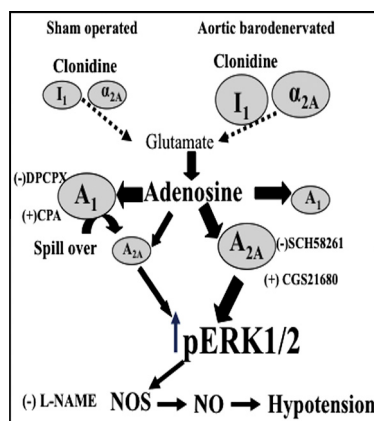 Sham operated Aortic barodenervated
Clonidine Clonidine
I1 α2A I1 α2A
Glutamate
(-)DPCPX
A1 Adenosine A1
(+)CPA
Spill over A2A A2A (-)SCH58261
(+) CGS21680
pERK1/2
(-) L-NAME NOS NO Hypotension